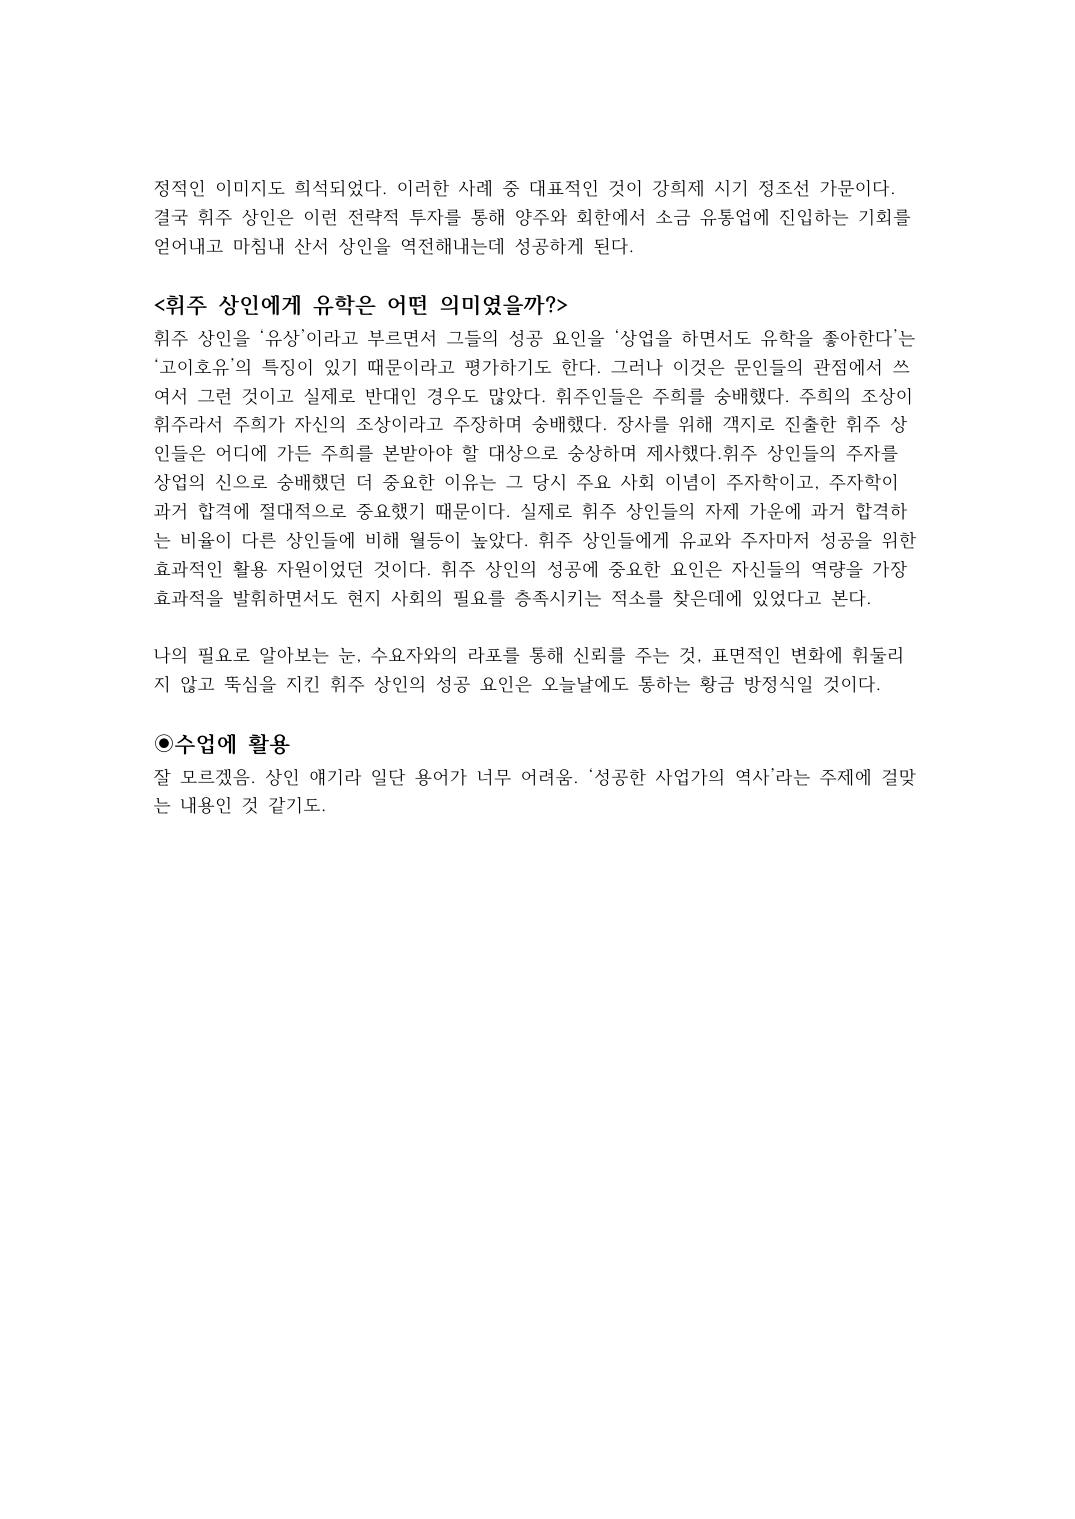 정적인 이미지도 희석되었다. 이러한 사례 중 대표적인 것이 강희제 시기 정조선 가문이다.
결국 휘주 상인은 이런 전략적 투자를 통해 양주와 회한에서 소금 유통업에 진입하는 기회를
얻어내고 마침내 산서 상인을 역전해내는데 성공하게 된다.
<휘주 상인에게 유학은 어떤 의미였을까?>
휘주 상인을 ‘유상’이라고 부르면서 그들의 성공 요인을 ‘상업을 하면서도 유학을 좋아한다’는
‘고이호유’의 특징이 있기 때문이라고 평가하기도 한다. 그러나 이것은 문인들의 관점에서 쓰
여서 그런 것이고 실제로 반대인 경우도 많았다. 휘주인들은 주희를 숭배했다. 주희의 조상이
휘주라서 주희가 자신의 조상이라고 주장하며 숭배했다. 장사를 위해 객지로 진출한 휘주 상
인들은 어디에 가든 주희를 본받아야 할 대상으로 숭상하며 제사했다.휘주 상인들의 주자를
상업의 신으로 숭배했던 더 중요한 이유는 그 당시 주요 사회 이념이 주자학이고, 주자학이
과거 합격에 절대적으로 중요했기 때문이다. 실제로 휘주 상인들의 자제 가운에 과거 합격하
는 비율이 다른 상인들에 비해 월등이 높았다. 휘주 상인들에게 유교와 주자마저 성공을 위한
효과적인 활용 자원이었던 것이다. 휘주 상인의 성공에 중요한 요인은 자신들의 역량을 가장
효과적을 발휘하면서도 현지 사회의 필요를 층족시키는 적소를 찾은데에 있었다고 본다.
나의 필요로 알아보는 눈, 수요자와의 라포를 통해 신뢰를 주는 것, 표면적인 변화에 휘둘리
지 않고 뚝심을 지킨 휘주 상인의 성공 요인은 오늘날에도 통하는 황금 방정식일 것이다.
◉수업에 활용
잘 모르겠음. 상인 얘기라 일단 용어가 너무 어려움. ‘성공한 사업가의 역사’라는 주제에 걸맞
는 내용인 것 같기도.